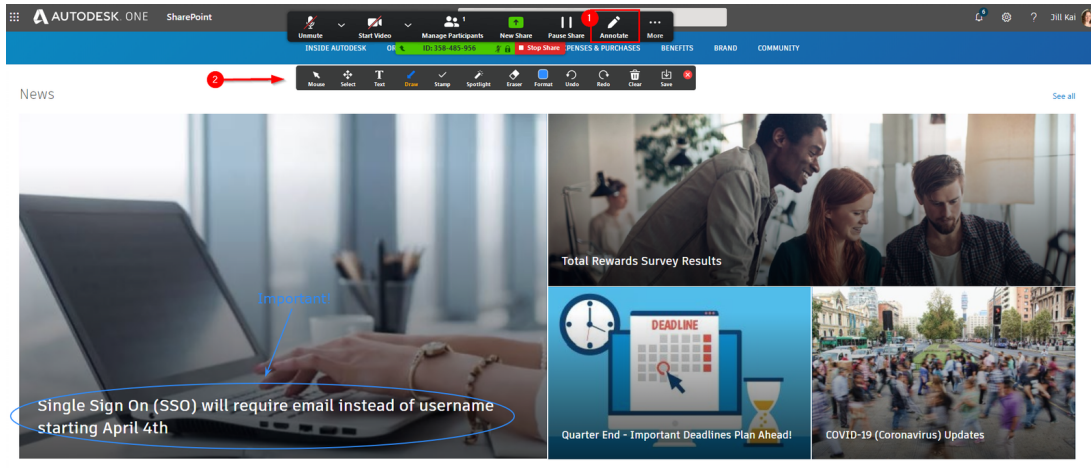 AUTODESK. ONE SharePoint
1
1
6
? Jill Kai
Unmute Start Video Manage Participants New Share Pause Share Annotate More
INSIDE AUTODESK OR ID: 358-485-956 Stop Share PENSES & PURCHASES BENEFITS BRAND COMMUNITY
2
T
Mouse Select Text Draw Stamp Spotlight Eraser Format Undo Redo Clear Save
News
See all
Important!
Single Sign On (SSO) will require email instead of username
starting April 4th
Total Rewards Survey Results
DEADLINE
Quarter End - Important Deadlines Plan Ahead!
COVID-19 (Coronavirus) Updates